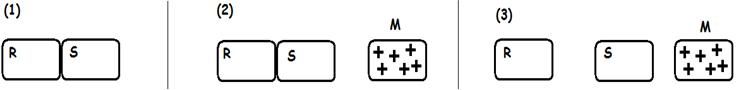 (1)
R S
(2)
M
R S
+ + + + + + +
(3)
M
R S
+ + + + + + +